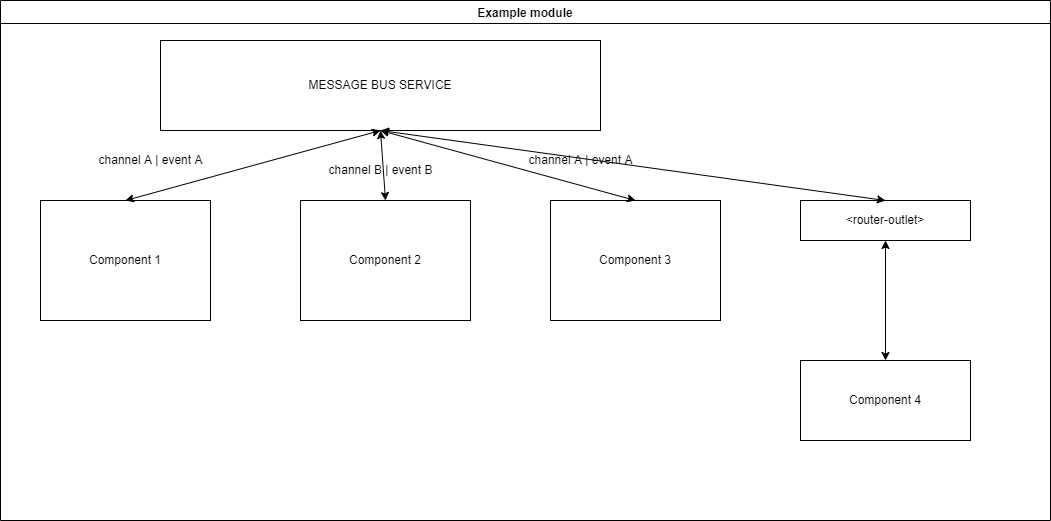 Example module
MESSAGE BUS SERVICE
channel A | event A
channel B | event B
channel A | event A
Component 1
Component 2
Component 3
<router-outlet>
Component 4